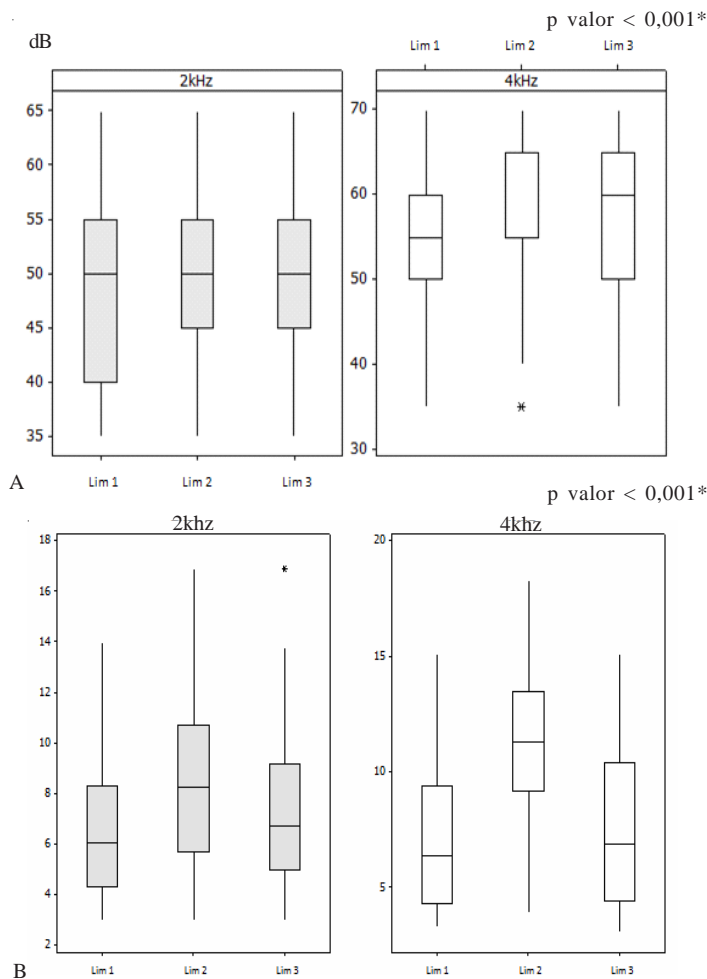 p valor < 0,001*
dB
Lim 1 Lim 2 Lim 3
2kHz 4kHz
65
60
55
50
45
40
35
70
60
50
40
30
A
Lim 1 Lim 2 Lim 3
p valor < 0,001*
2khz 4khz
18
16
14
12
10
8
6
4
2
20
15
10
5
B
Lim 1 Lim 2 Lim 3 Lim 1 Lim 2 Lim 3